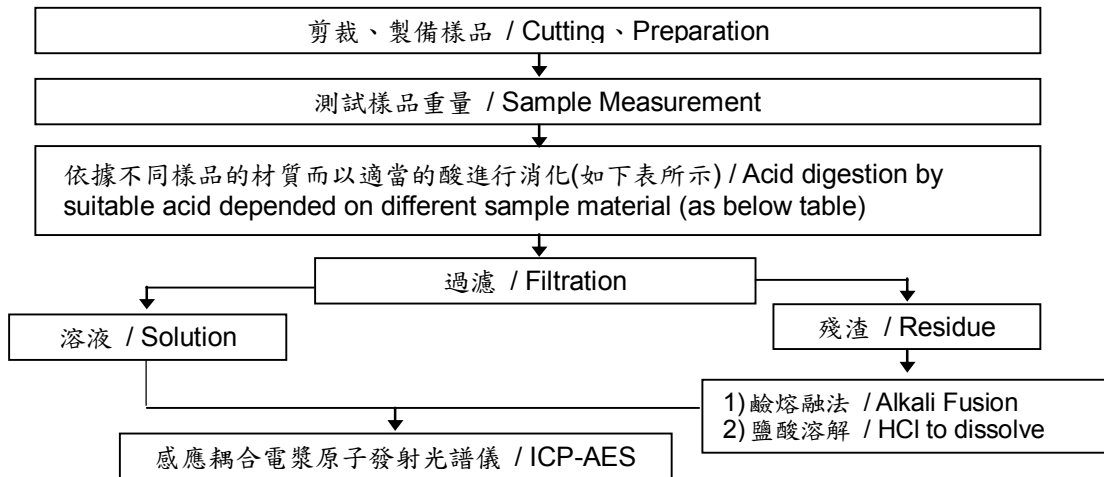 剪裁、製備樣品 / Cutting、Preparation
測試樣品重量 / Sample Measurement
依據不同樣品的材質而以適當的酸進行消化(如下表所示) / Acid digestion by
suitable acid depended on different sample material (as below table)
過濾 / Filtration
溶液 / Solution
殘渣 / Residue
1) 鹼熔融法 / Alkali Fusion
2) 鹽酸溶解 / HCl to dissolve
感應耦合電漿原子發射光譜儀 / ICP-AES